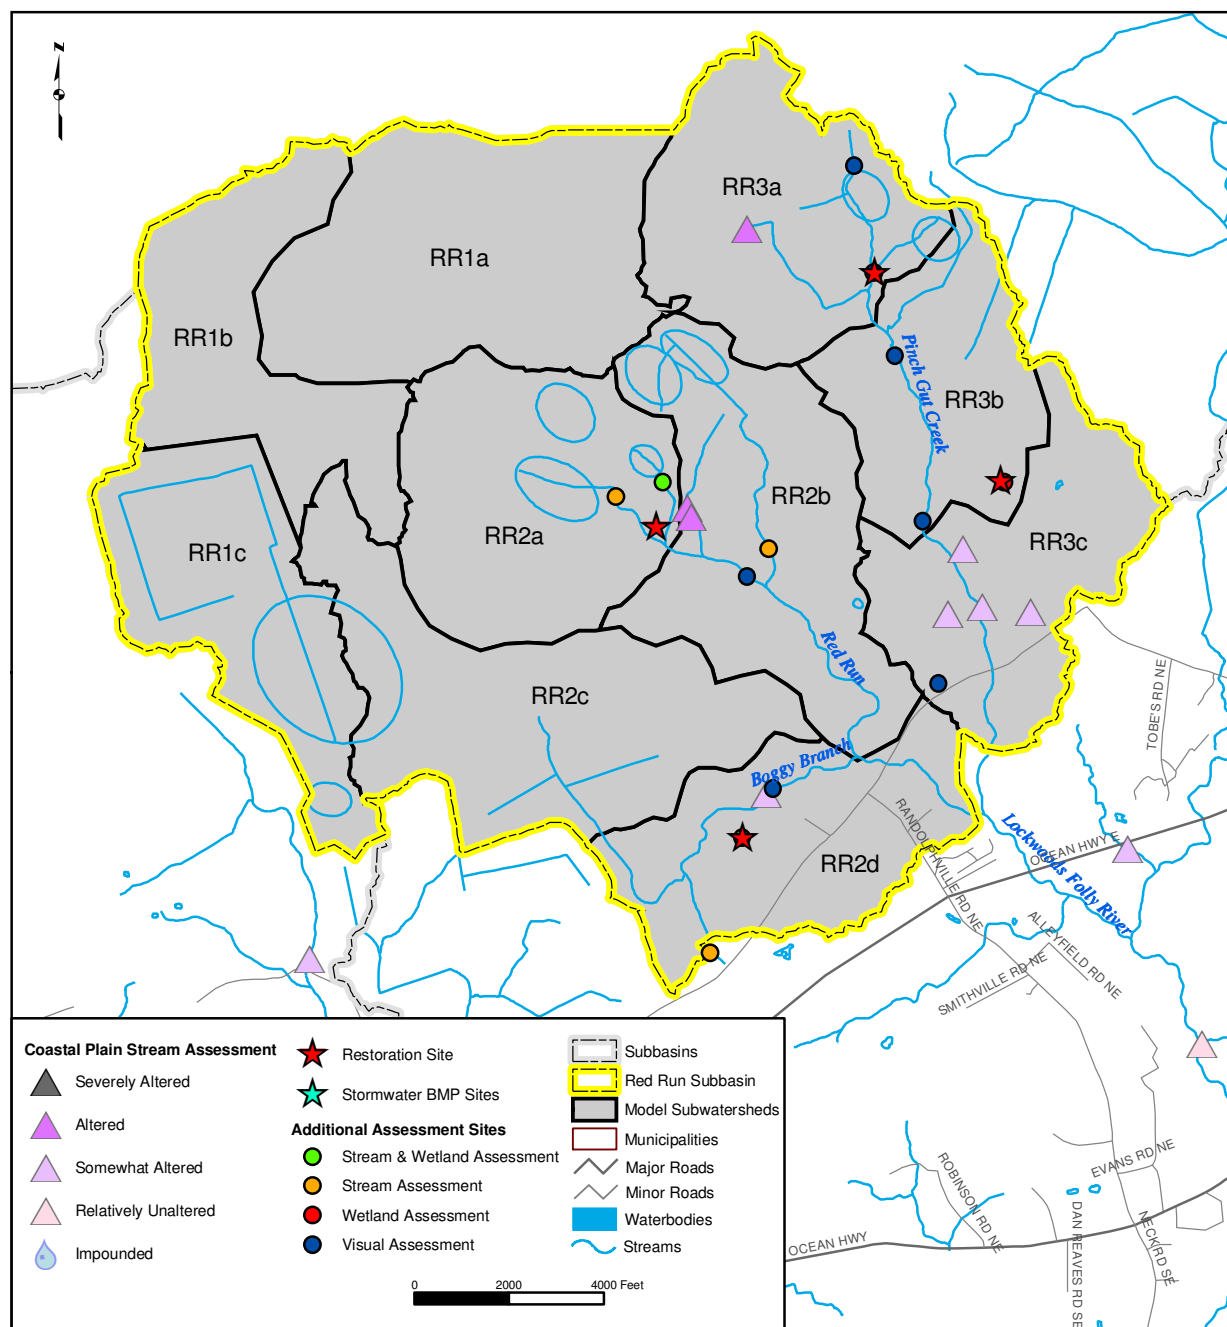 z
RR3a
RR1a
RR1b
Pinch Gut Creek
RR3b
RR2b
RR2a
RR1c
RR3c
Red Run
RR2c
TOBE'S RD NE
Boggy Branch
RANDOLPHVILLE RD NE
Lockwoods Folly River
OCEAN HWY E
RR2d
ALLEYFIELD RD NE
SMITHVILLE RD NE
EVANS RD NE
ROBINSON RD NE
DAN REAVES RD SE
NECK RD SE
OCEAN HWY
Coastal Plain Stream Assessment
Severely Altered
Altered
Somewhat Altered
Relatively Unaltered
Impounded
Restoration Site
Stormwater BMP Sites
Additional Assessment Sites
Stream & Wetland Assessment
Stream Assessment
Wetland Assessment
Visual Assessment
Subbasins
Red Run Subbasin
Model Subwatersheds
Municipalities
Major Roads
Minor Roads
Waterbodies
Streams
0 2000 4000 Feet